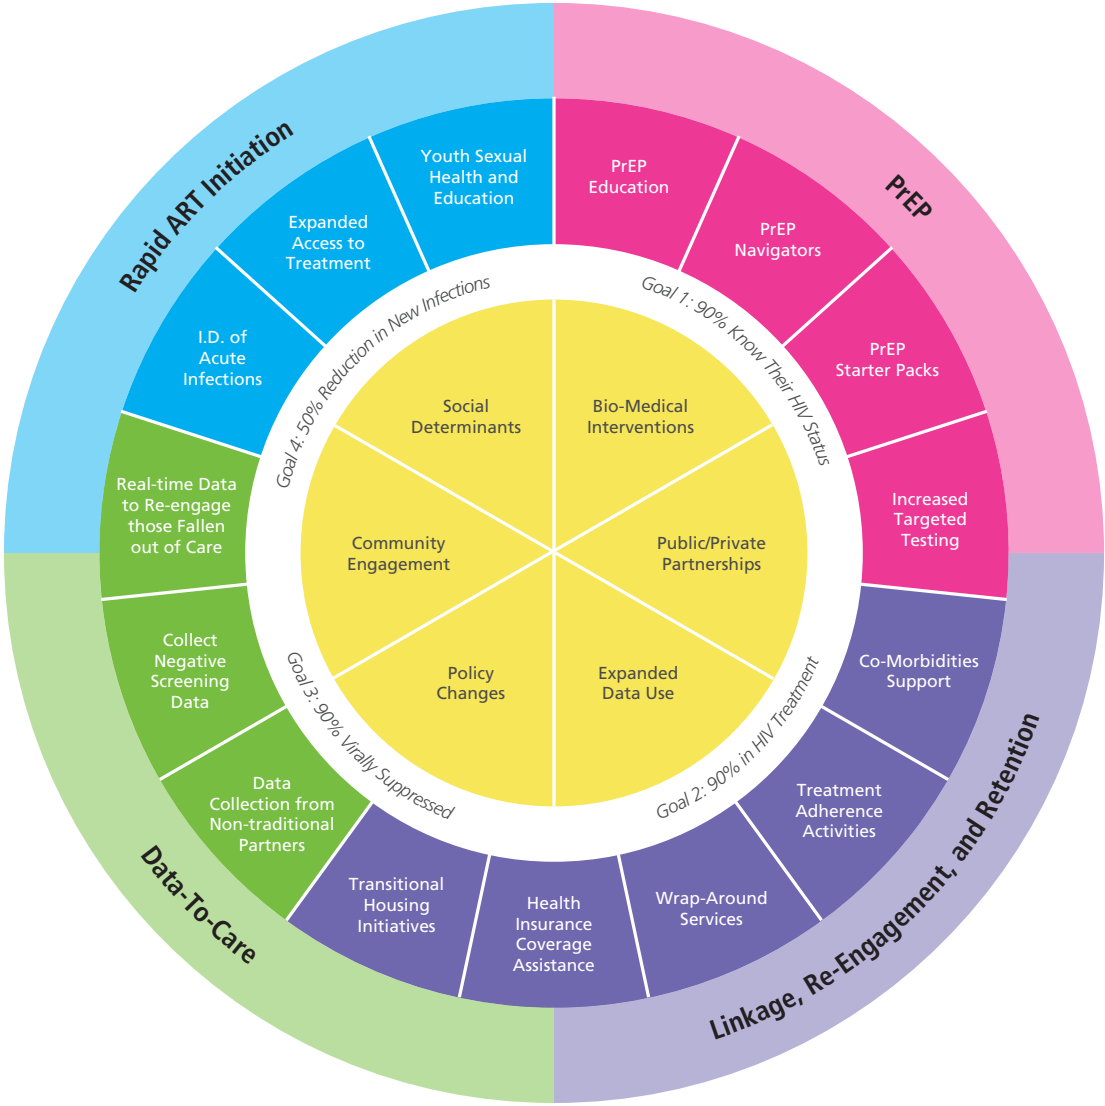 Rapid ART Initiation
PrEP
Linkage, Re-Engagement, and Retention
Data-To-Care
Youth Sexual
Health and
Education
Expanded
Access to
Treatment
I.D. of
Acute
Infections
PrEP
Education
PrEP
Navigators
PrEP
Starter Packs
Increased
Targeted
Testing
Co-Morbidities
Support
Treatment
Adherence
Activities
Wrap-Around
Services
Health
Insurance
Coverage
Assistance
Transitional
Housing
Initiatives
Data
Collection from
Non-traditional
Partners
Collect
Negative
Screening
Data
Real-time Data
to Re-engage
those Fallen
out of Care
Goal 1: 90% Know Their HIV Status
Goal 2: 90% in HIV Treatment
Goal 3: 90% Virally Suppressed
Goal 4: 50% Reduction in New Infections
Social
Determinants
Bio-Medical
Interventions
Public/Private
Partnerships
Expanded
Data Use
Policy
Changes
Community
Engagement